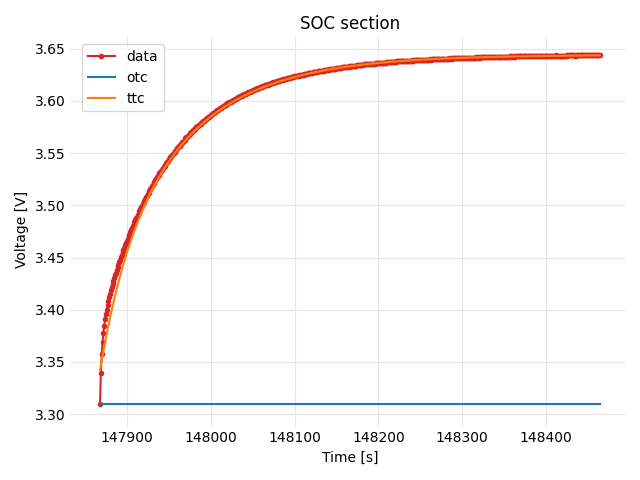 SOC section
data
otc
ttc
3.65
3.60
3.55
3.50
3.45
3.40
3.35
3.30
Voltage [V]
147900 148000 148100 148200 148300 148400
Time [s]